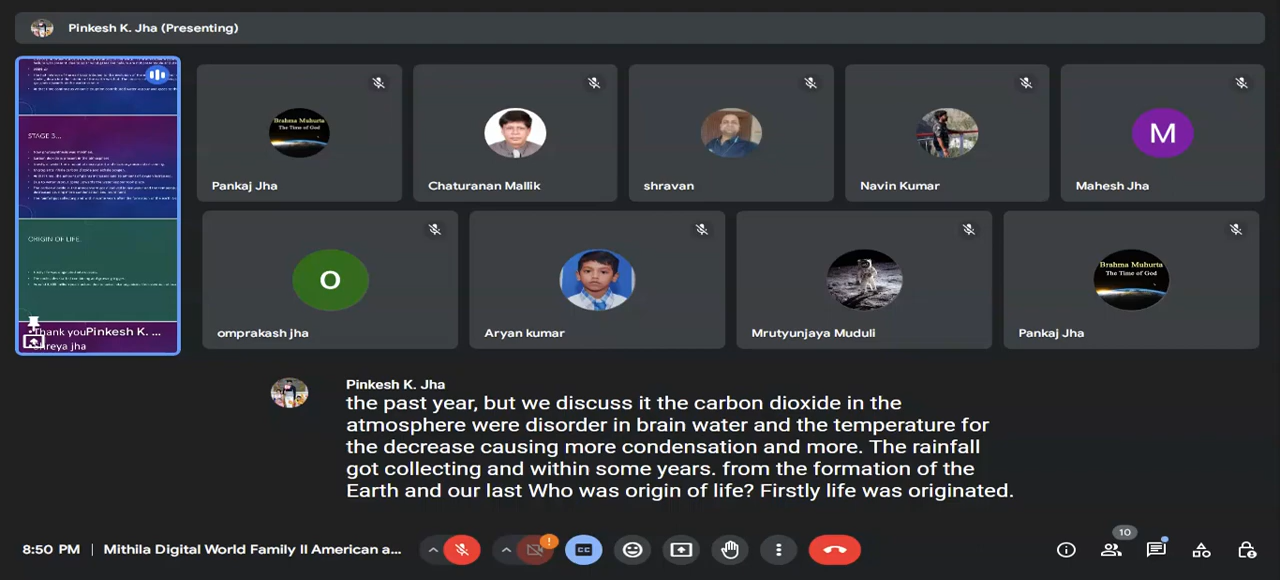 Pinkesh K. Jha (Presenting)
STAGE 3...
ORIGIN OF LIFE.
Thank you
Pinkesh K. ...
Shreya jha
Brahma Muhurta
The Time of God
Pankaj Jha
Chaturanan Mallik
shravan
Navin Kumar
M
Mahesh Jha
O
omprakash jha
Aryan kumar
Mrutyunjaya Muduli
Brahma Muhurta
The Time of God
Pankaj Jha
Pinkesh K. Jha
the past year, but we discuss it the carbon dioxide in the
atmosphere were disorder in brain water and the temperature for
the decrease causing more condensation and more. The rainfall
got collecting and within some years. from the formation of the
Earth and our last Who was origin of life? Firstly life was originated.
8:50 PM | Mithila Digital World Family II American a...
CC
10